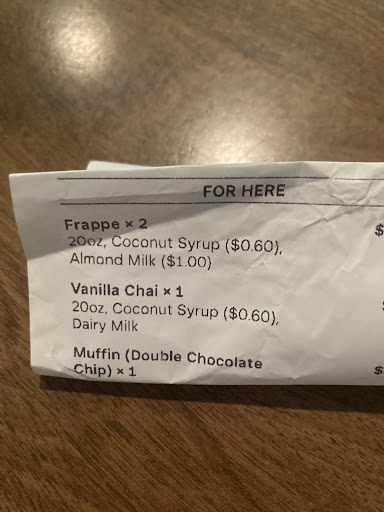 FOR HERE
Frappe × 2 $
20oz, Coconut Syrup ($0.60),
Almond Milk ($1.00)
Vanilla Chai × 1
20oz, Coconut Syrup ($0.60),
Dairy Milk
Muffin (Double Chocolate
Chip) × 1 $